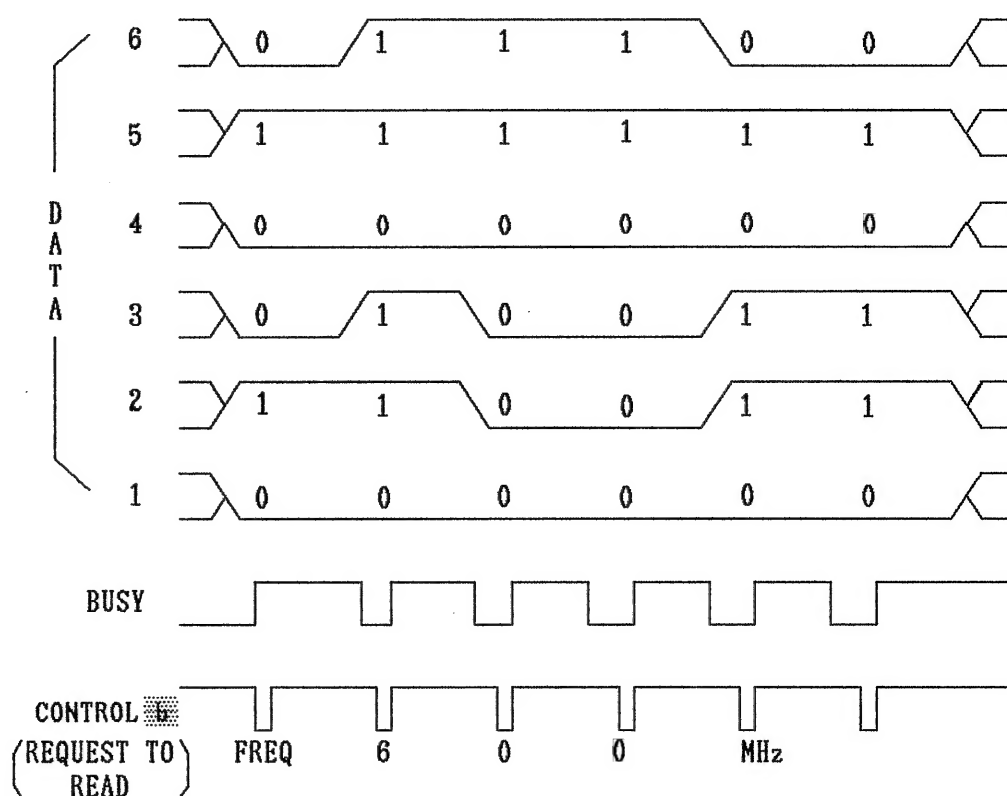 6 0 1 1 1 0 0
5 1 1 1 1 1 1
4 0 0 0 0 0 0
DATA
3 0 1 0 0 1 1
2 1 1 0 0 1 1
1 0 0 0 0 0 0
BUSY
CONTROL
(REQUEST TO READ)
FREQ 6 0 0 MHz